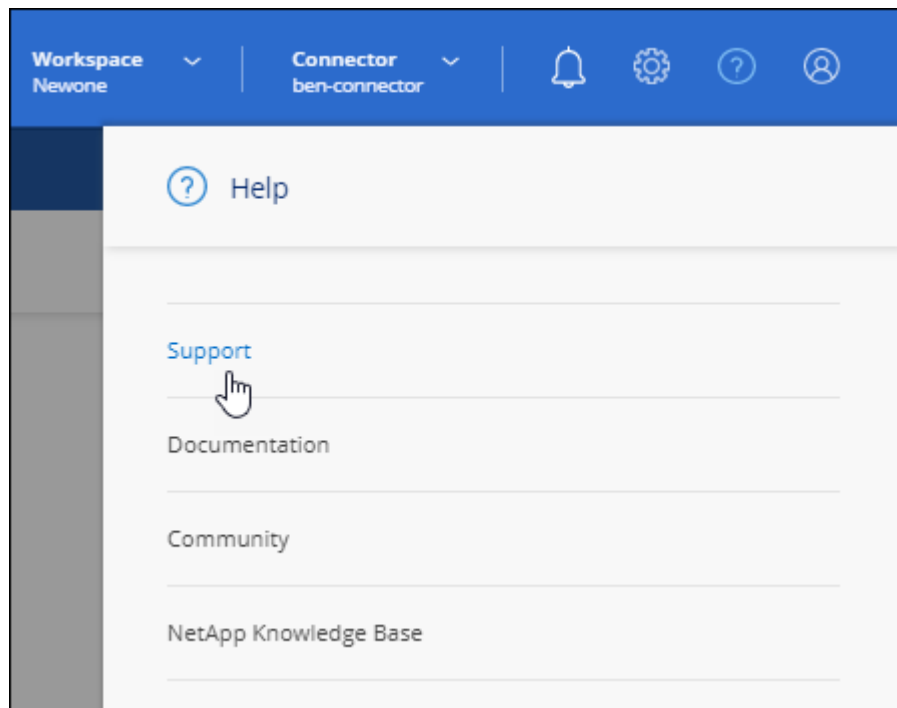 Workspace
Newone
Connector
ben-connector
Help
Support
Documentation
Community
NetApp Knowledge Base